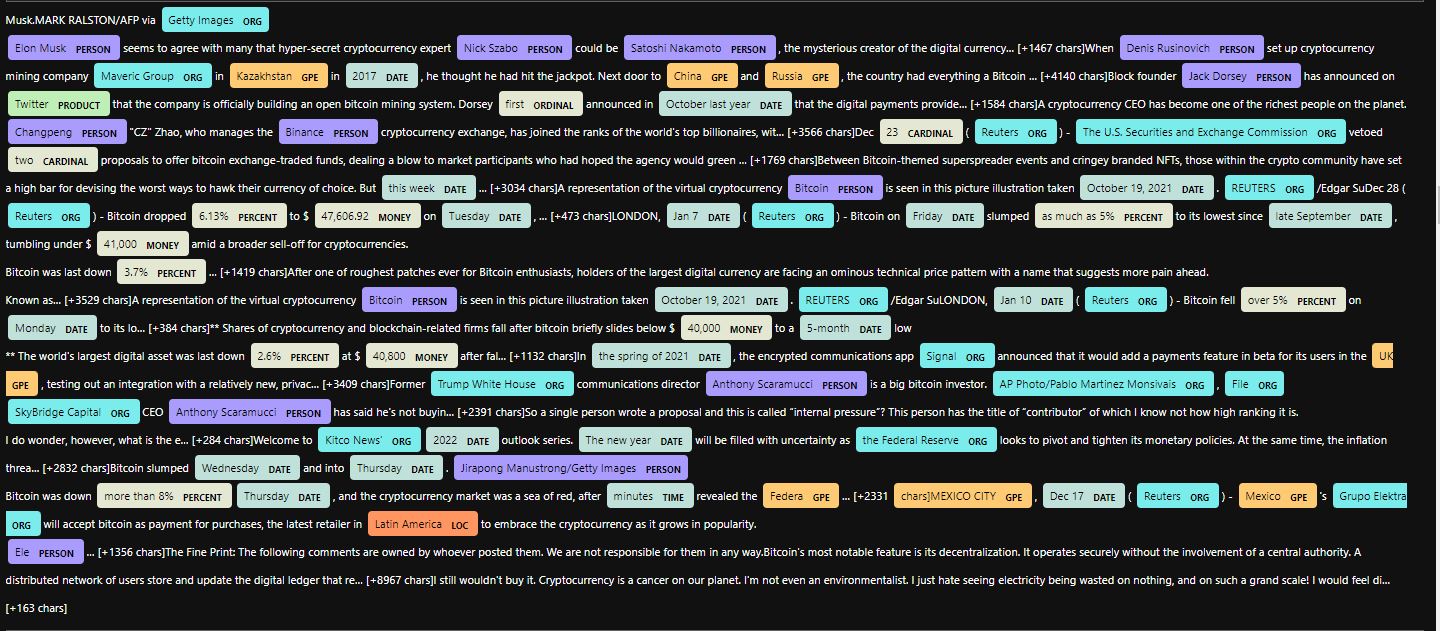 Musk.MARK RALSTON/AFP via Getty Images ORG
Elon Musk PERSON seems to agree with many that hyper-secret cryptocurrency expert Nick Szabo PERSON could be Satoshi Nakamoto PERSON , the mysterious creator of the digital currency... [+1467 chars]When Denis Rusinovich PERSON set up cryptocurrency
mining company Maveric Group ORG in Kazakhstan GPE in 2017 DATE , he thought he had hit the jackpot. Next door to China GPE and Russia GPE , the country had everything a Bitcoin ... [+4140 chars]Block founder Jack Dorsey PERSON has announced on
Twitter PRODUCT that the company is officially building an open bitcoin mining system. Dorsey first ORDINAL announced in October last year DATE that the digital payments provide... [+1584 chars]A cryptocurrency CEO has become one of the richest people on the planet.
Changpeng PERSON "CZ" Zhao, who manages the Binance PERSON cryptocurrency exchange, has joined the ranks of the world's top billionaires, wit... [+3566 chars]Dec 23 CARDINAL ( Reuters ORG ) - The U.S. Securities and Exchange Commission ORG vetoed
two CARDINAL proposals to offer bitcoin exchange-traded funds, dealing a blow to market participants who had hoped the agency would green ... [+1769 chars]Between Bitcoin-themed superspreader events and cringey branded NFTs, those within the crypto community have set
a high bar for devising the worst ways to hawk their currency of choice. But this week DATE ... [+3034 chars]A representation of the virtual cryptocurrency Bitcoin PERSON is seen in this picture illustration taken October 19, 2021 DATE . REUTERS ORG /Edgar SuDec 28 (
Reuters ORG ) - Bitcoin dropped 6.13% PERCENT to $ 47,606.92 MONEY on Tuesday DATE , ... [+473 chars]LONDON, Jan 7 DATE ( Reuters ORG ) - Bitcoin on Friday DATE slumped as much as 5% PERCENT to its lowest since late September DATE ,
tumbling under $ 41,000 MONEY amid a broader sell-off for cryptocurrencies.
Bitcoin was last down 3.7% PERCENT ... [+1419 chars]After one of roughest patches ever for Bitcoin enthusiasts, holders of the largest digital currency are facing an ominous technical price pattern with a name that suggests more pain ahead.
Known as... [+3529 chars]A representation of the virtual cryptocurrency Bitcoin PERSON is seen in this picture illustration taken October 19, 2021 DATE . REUTERS ORG /Edgar SuLONDON, Jan 10 DATE ( Reuters ORG ) - Bitcoin fell over 5% PERCENT on
Monday DATE to its lo... [+384 chars]** Shares of cryptocurrency and blockchain-related firms fall after bitcoin briefly slides below $ 40,000 MONEY to a 5-month DATE low
** The world's largest digital asset was last down 2.6% PERCENT at $ 40,800 MONEY after fal... [+1132 chars]In the spring of 2021 DATE , the encrypted communications app Signal ORG announced that it would add a payments feature in beta for its users in the UK
GPE , testing out an integration with a relatively new, privac... [+3409 chars]Former Trump White House ORG communications director Anthony Scaramucci PERSON is a big bitcoin investor. AP Photo/Pablo Martinez Monsivais ORG , File ORG
SkyBridge Capital ORG CEO Anthony Scaramucci PERSON has said he's not buyin... [+2391 chars]So a single person wrote a proposal and this is called "internal pressure"? This person has the title of "contributor" of which I know not how high ranking it is.
I do wonder, however, what is the e... [+284 chars]Welcome to Kitco News' ORG 2022 DATE outlook series. The new year DATE will be filled with uncertainty as the Federal Reserve ORG looks to pivot and tighten its monetary policies. At the same time, the inflation
threa... [+2832 chars]Bitcoin slumped Wednesday DATE and into Thursday DATE . Jirapong Manustrong/Getty Images PERSON
Bitcoin was down more than 8% PERCENT Thursday DATE , and the cryptocurrency market was a sea of red, after minutes TIME revealed the Federa GPE ... [+2331 chars]MEXICO CITY GPE , Dec 17 DATE ( Reuters ORG ) - Mexico GPE 's Grupo Elektra
ORG will accept bitcoin as payment for purchases, the latest retailer in Latin America LOC to embrace the cryptocurrency as it grows in popularity.
Ele PERSON ... [+1356 chars]The Fine Print: The following comments are owned by whoever posted them. We are not responsible for them in any way.Bitcoin's most notable feature is its decentralization. It operates securely without the involvement of a central authority. A
distributed network of users store and update the digital ledger that re... [+8967 chars]I still wouldn't buy it. Cryptocurrency is a cancer on our planet. I'm not even an environmentalist. I just hate seeing electricity being wasted on nothing, and on such a grand scale! I would feel di...
[+163 chars]